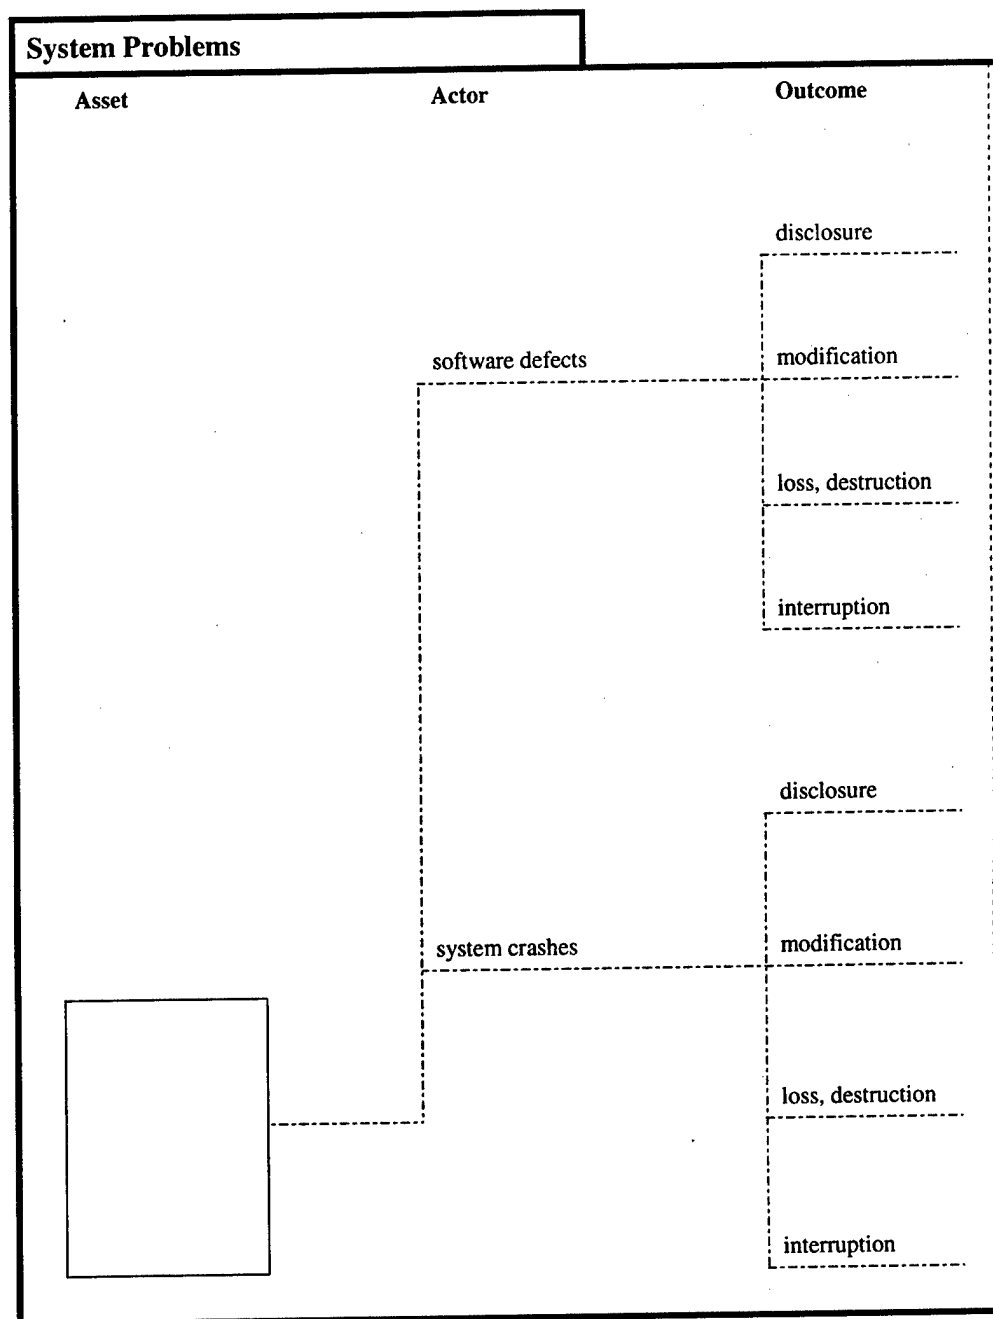 System Problems
Asset Actor Outcome
disclosure
software defects modification
loss, destruction
interruption
disclosure
system crashes modification
loss, destruction
interruption